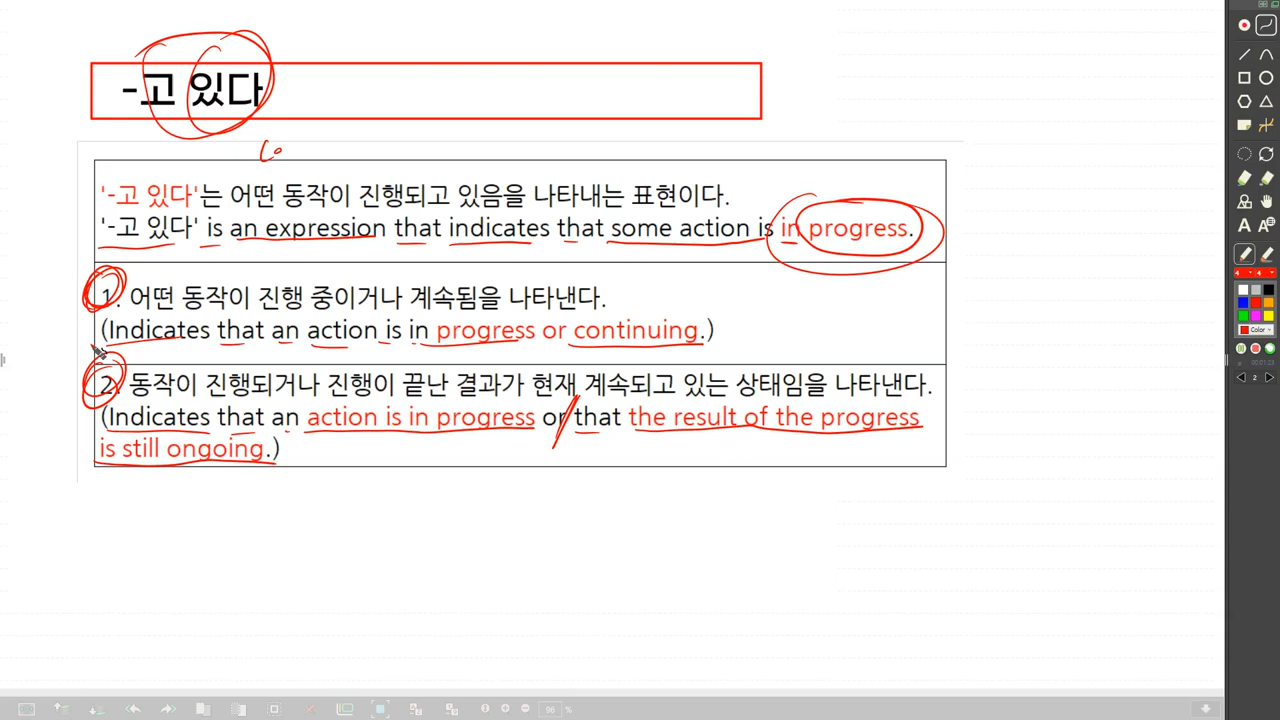 -고 있다
'-고 있다'는 어떤 동작이 진행되고 있음을 나타내는 표현이다.
'-고 있다' is an expression that indicates that some action is in progress.
1. 어떤 동작이 진행 중이거나 계속됨을 나타낸다.
(Indicates that an action is in progress or continuing.)
2. 동작이 진행되거나 진행이 끝난 결과가 현재 계속되고 있는 상태임을 나타낸다.
(Indicates that an action is in progress or that the result of the progress
is still ongoing.)
Color
2
96 %